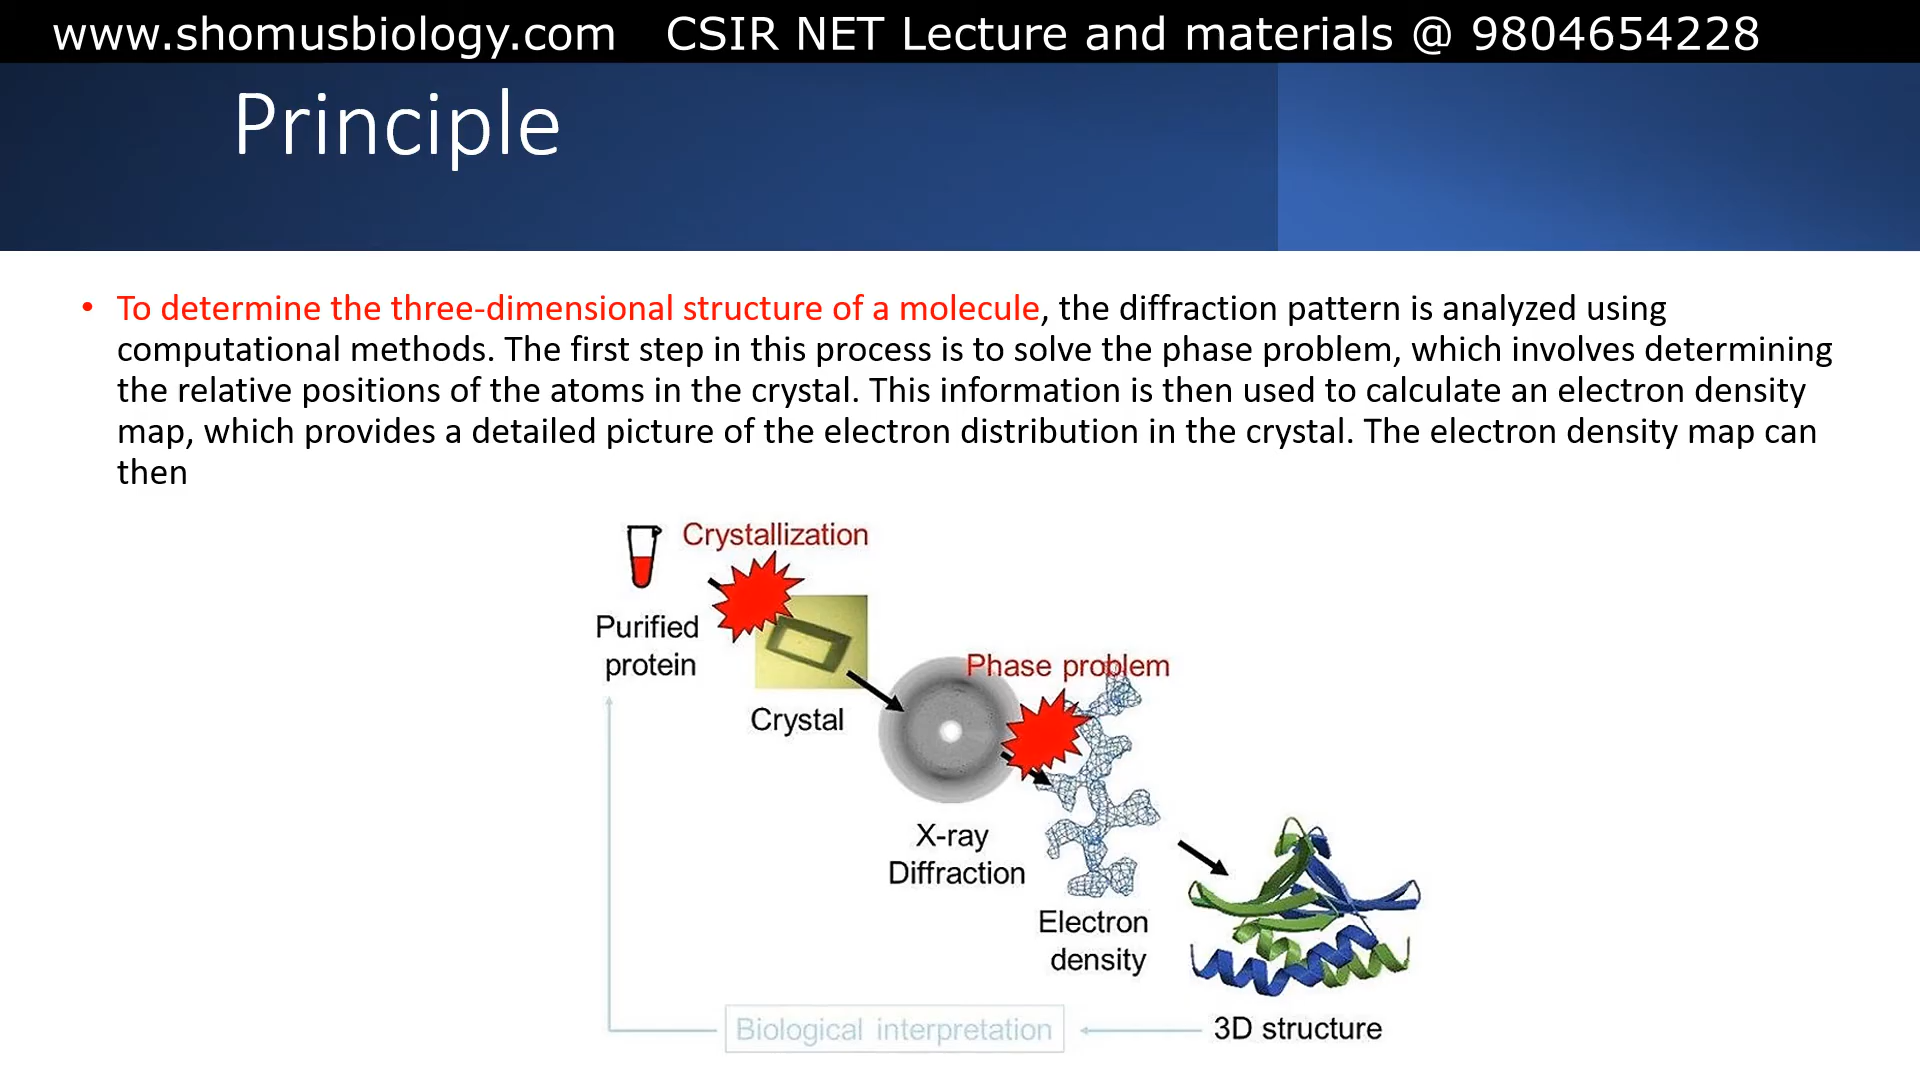 www.shomusbiology.com CSIR NET Lecture and materials @ 9804654228
Principle
• To determine the three-dimensional structure of a molecule, the diffraction pattern is analyzed using
computational methods. The first step in this process is to solve the phase problem, which involves determining
the relative positions of the atoms in the crystal. This information is then used to calculate an electron density
map, which provides a detailed picture of the electron distribution in the crystal. The electron density map can
then
Crystallization
Purified
protein
Crystal
Phase problem
X-ray
Diffraction
Electron
density
3D structure
Biological interpretation